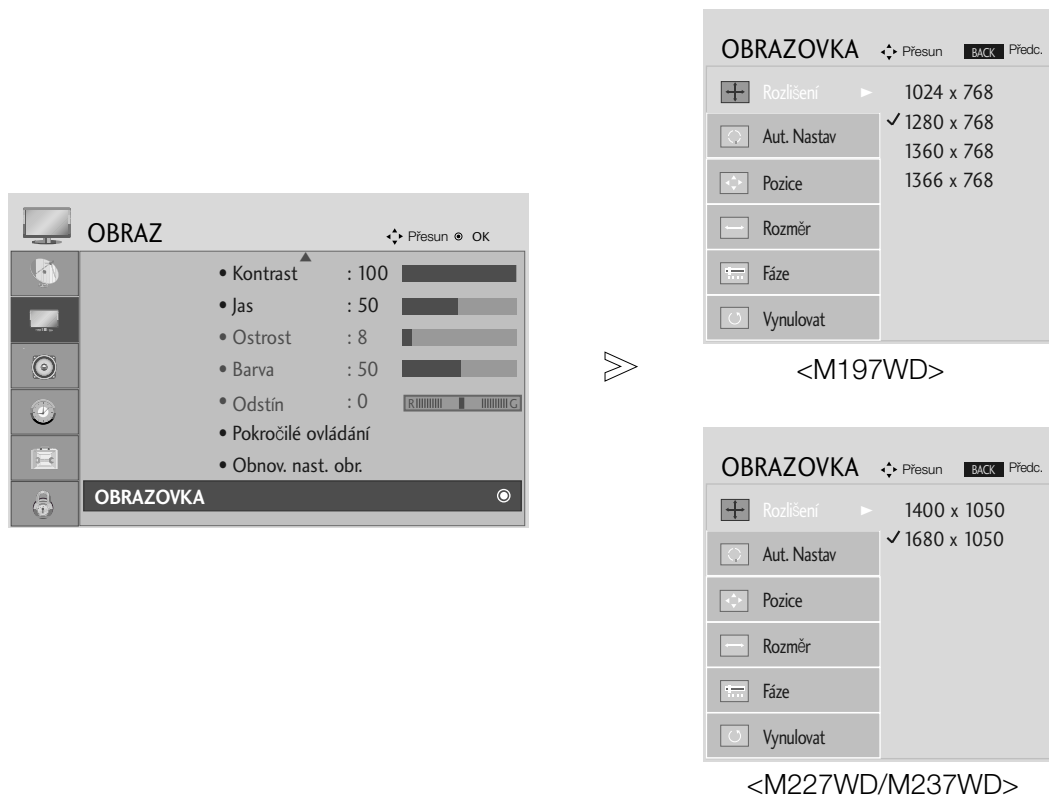 OBRAZ
Přesun OK
• Kontrast : 100
• Jas : 50
• Ostrost : 8
• Barva : 50
• Odstín : 0 R G
• Pokročilé ovládání
• Obnov. nast. obr.
OBRAZOVKA
OBRAZOVKA Přesun BACK Předc.
Rozlišení
Aut. Nastav
Pozice
Rozměr
Fáze
Vynulovat
1024 x 768
✓ 1280 x 768
1360 x 768
1366 x 768
<M197WD>
OBRAZOVKA Přesun BACK Předc.
Rozlišení
Aut. Nastav
Pozice
Rozměr
Fáze
Vynulovat
1400 x 1050
✓ 1680 x 1050
<M227WD/M237WD>